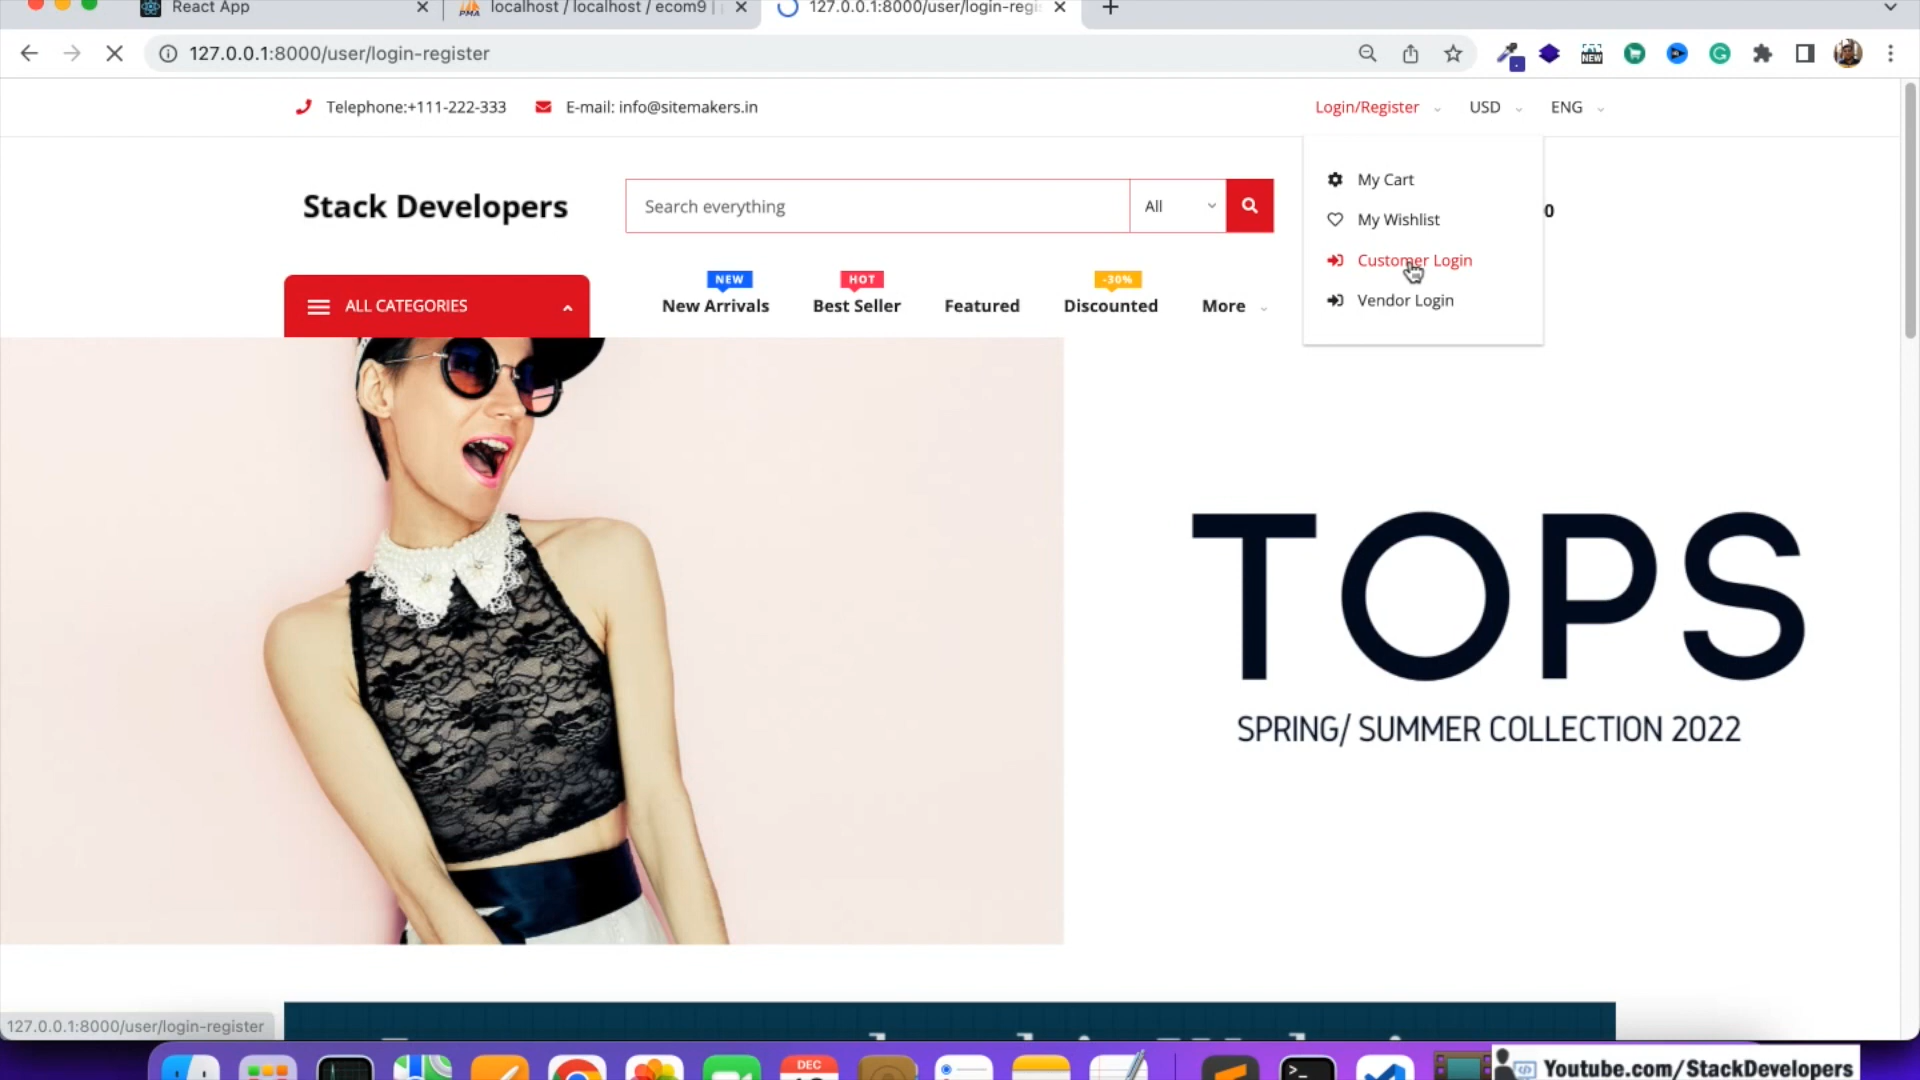 React App
localhost / localhost / ecom9 |
127.0.0.1:8000/user/login-regi
127.0.0.1:8000/user/login-register
NEW
Telephone:+111-222-333
E-mail: info@sitemakers.in
Login/Register
USD
ENG
Stack Developers
Search everything
All
My Cart
My Wishlist
Customer Login
Vendor Login
0
ALL CATEGORIES
NEW
New Arrivals
HOT
Best Seller
Featured
-30%
Discounted
More
TOPS
SPRING/ SUMMER COLLECTION 2022
127.0.0.1:8000/user/login-register
DEC
Youtube.com/StackDevelopers